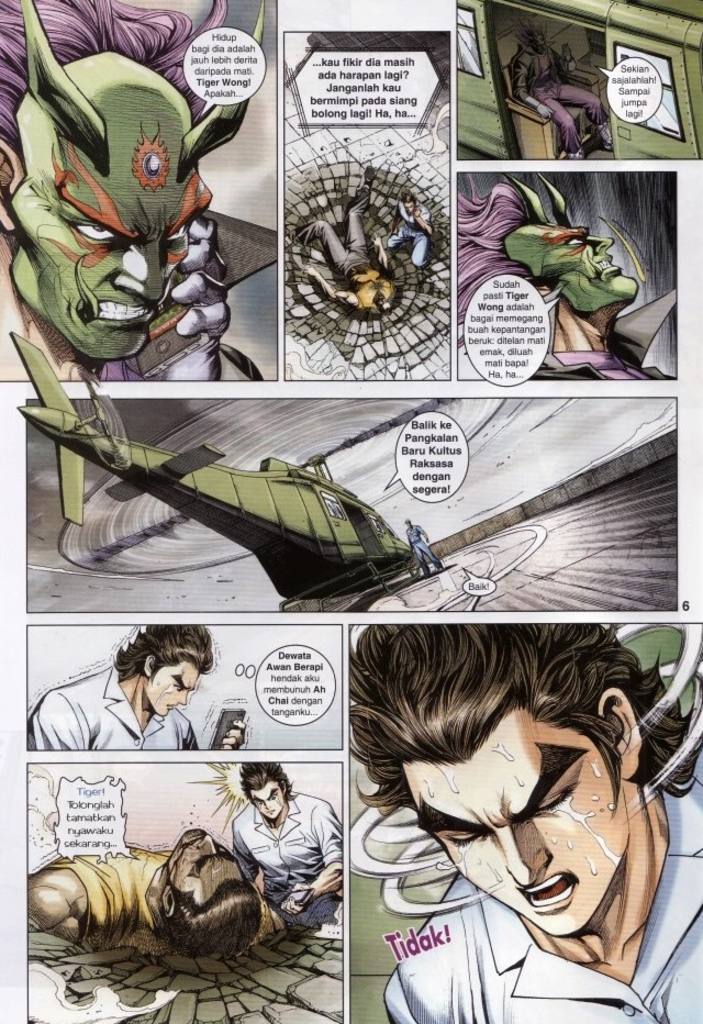 Hidup
bagi dia adalah
jauh lebih derita
daripada mati.
Tiger Wong!
Apakah...
...kau fikir dia masih
ada harapan lagi?
Janganlah kau
bermimpi pada siang
bolong lagi! Ha, ha...
Sekian
sajalahlah!
Sampai
jumpa
lagi!
Sudah
pasti Tiger
Wong adalah
bagai memegang
buah kepantangan
beruk: ditelan mati
emak, diluah
mati bapa!
Ha, ha...
Balik ke
Pangkalan
Baru Kultus
Raksasa
dengan
segera!
Baik!
6
Dewata
Awan Berapi
hendak aku
membunuh Ah
Chai dengan
tanganku...
Tiger!
Tolonglah
tamatkan
nyawaku
sekarang...
Tidak!